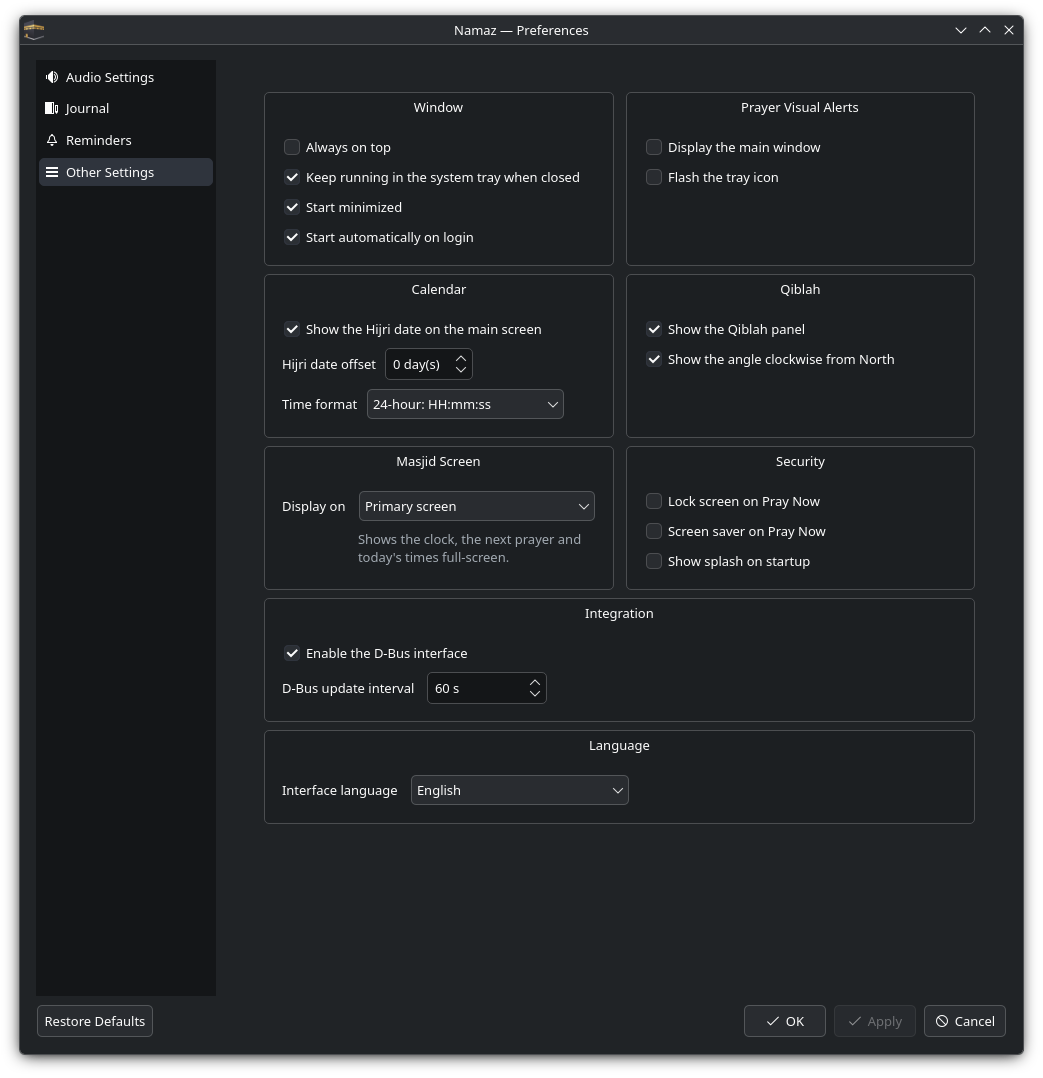 Namaz — Preferences
Audio Settings
Journal
Reminders
Other Settings
Window
Always on top
Keep running in the system tray when closed
Start minimized
Start automatically on login
Prayer Visual Alerts
Display the main window
Flash the tray icon
Calendar
Show the Hijri date on the main screen
Hijri date offset 0 day(s)
Time format 24-hour: HH:mm:ss
Qiblah
Show the Qiblah panel
Show the angle clockwise from North
Masjid Screen
Display on Primary screen
Shows the clock, the next prayer and
today's times full-screen.
Security
Lock screen on Pray Now
Screen saver on Pray Now
Show splash on startup
Integration
Enable the D-Bus interface
D-Bus update interval 60 s
Language
Interface language English
Restore Defaults
OK
Apply
Cancel